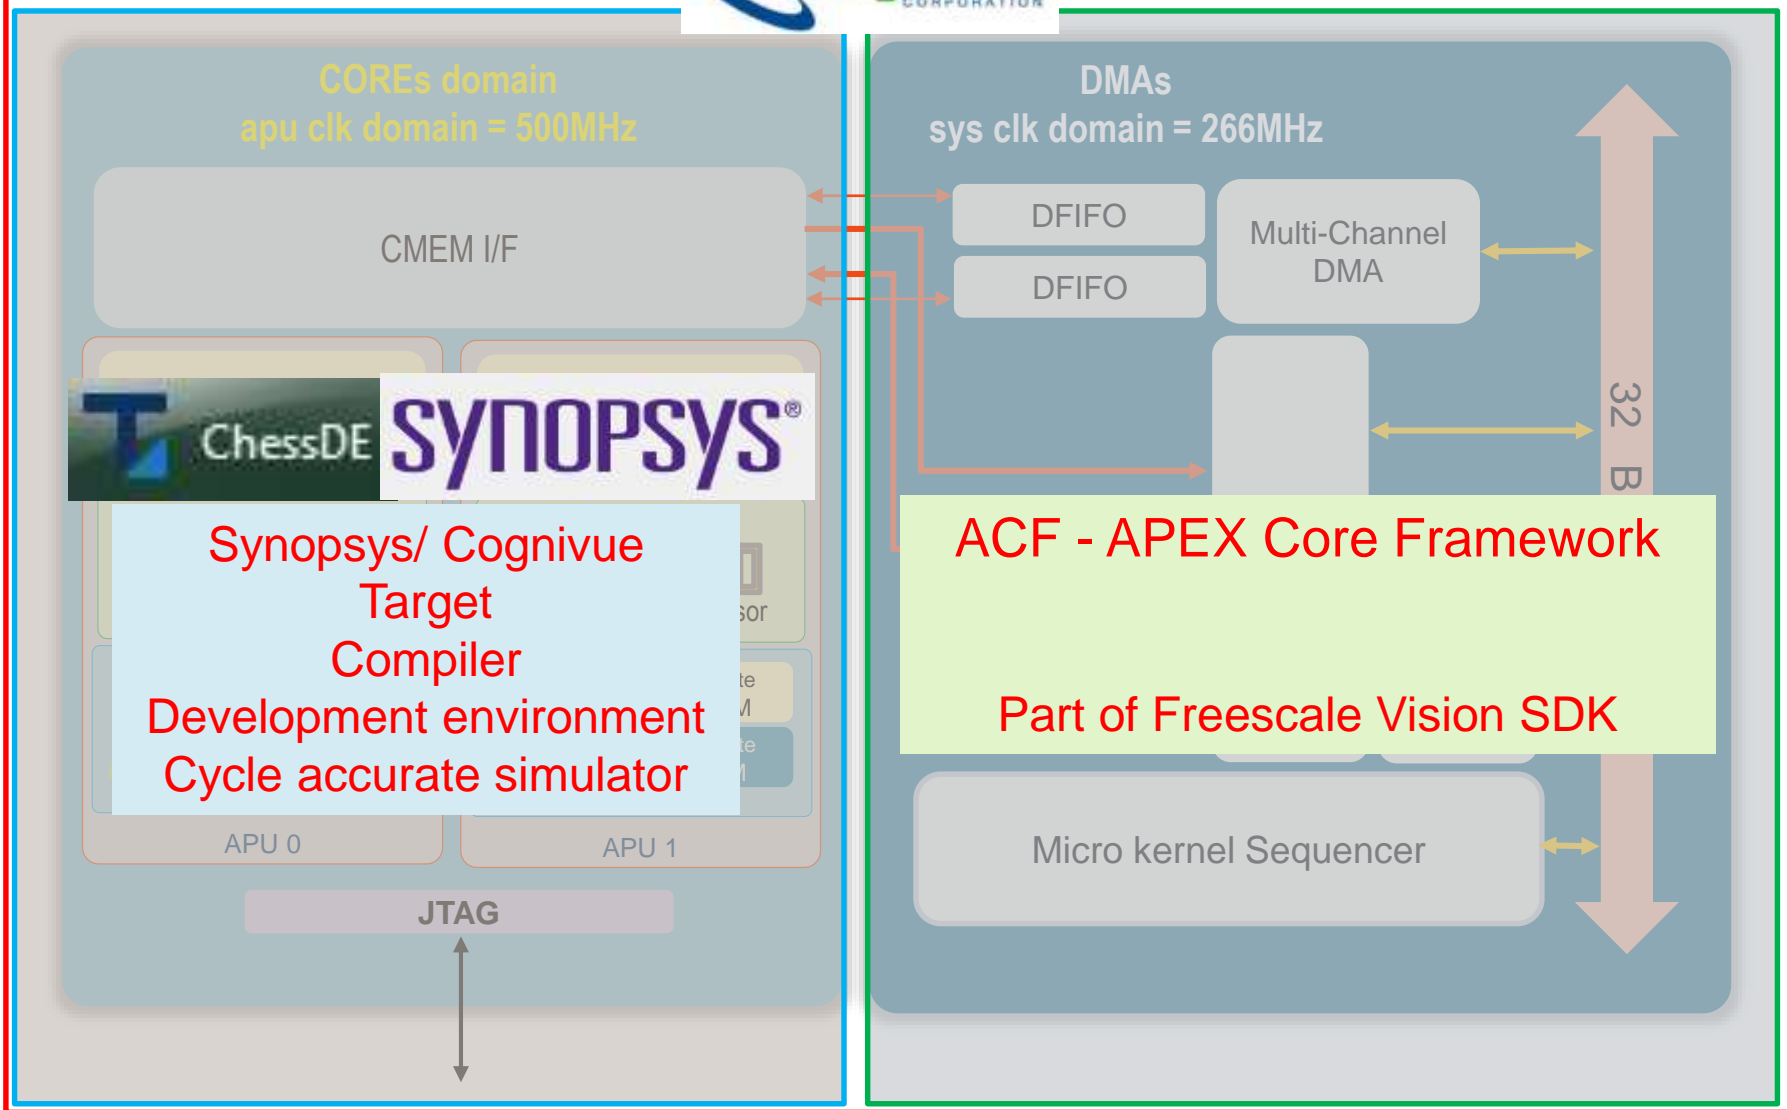 CORPORATION
COREs domain
apu clk domain = 500MHz
CMEM I/F
ChessDE
SYNOPSYS®
Synopsys/ Cognivue
Target
Compiler
Development environment
Cycle accurate simulator
APU 0
APU 1
JTAG
DMAs
sys clk domain = 266MHz
DFIFO
DFIFO
Multi-Channel
DMA
32 B
ACF - APEX Core Framework
Part of Freescale Vision SDK
Micro kernel Sequencer